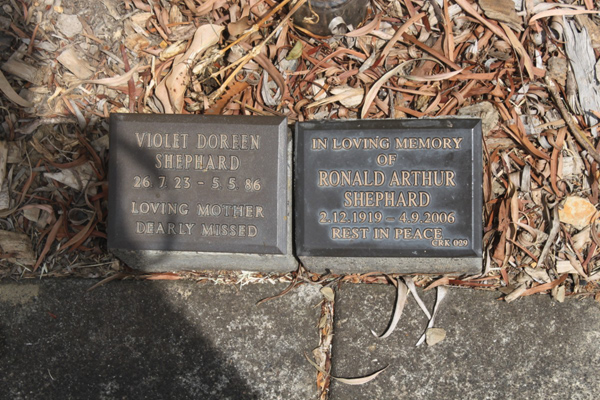 VIOLET DOREEN
SHEPHARD
26.7.23 - 5.5.86
LOVING MOTHER
DEARLY MISSED
IN LOVING MEMORY
OF
RONALD ARTHUR
SHEPHARD
2.12.1919 - 4.9.2006
REST IN PEACE
CRK 009